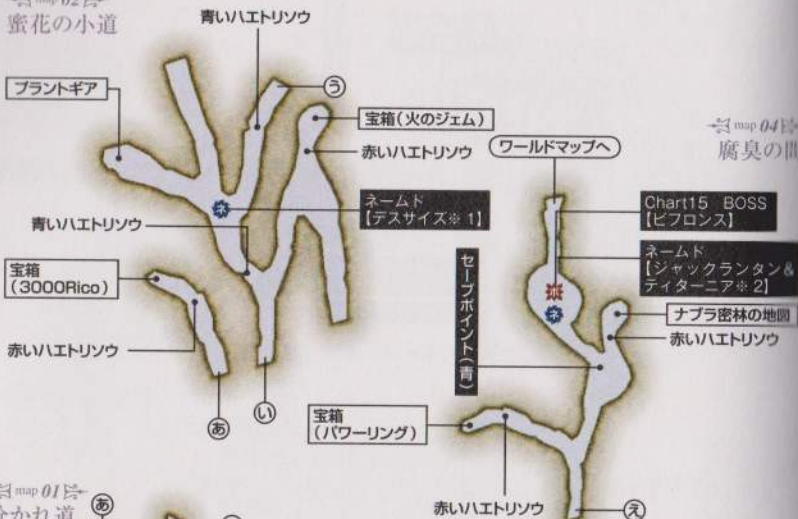 map 02
蜜花の小道
青いハエトリソウ
プラントギア
う
宝箱(火のジェム)
赤いハエトリソウ
ネームド
【デスサイズ※1】
青いハエトリソウ
宝箱
(3000Rico)
赤いハエトリソウ
ネ
あ
い
map 04
腐臭の間
ワールドマップへ
Chart15 BOSS
【ビフロンス】
ネームド
【ジャックランタン&
ティターニア※2】
ナブラ密林の地図
赤いハエトリソウ
セーブポイント(青)
ボ
ネ
宝箱
(パワーリング)
赤いハエトリソウ
え
map 01
分かれ道
あ